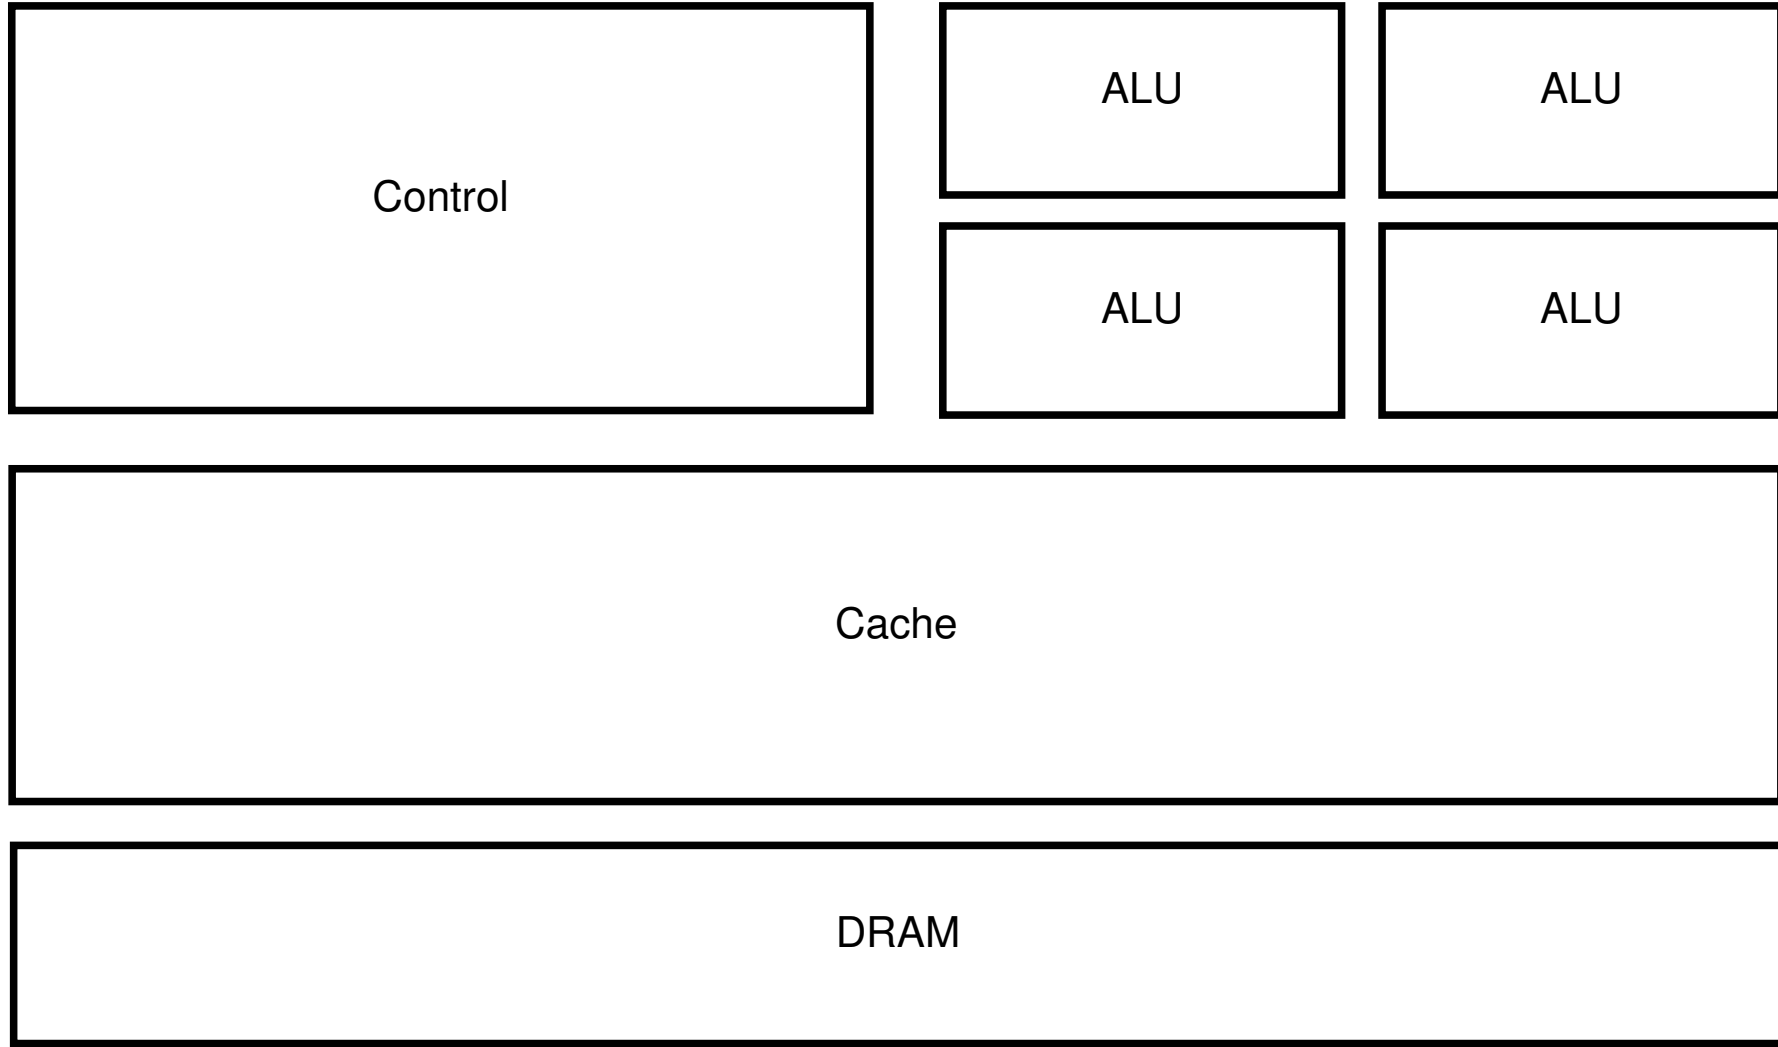 ALU
ALU
Control
ALU
ALU
Cache
DRAM